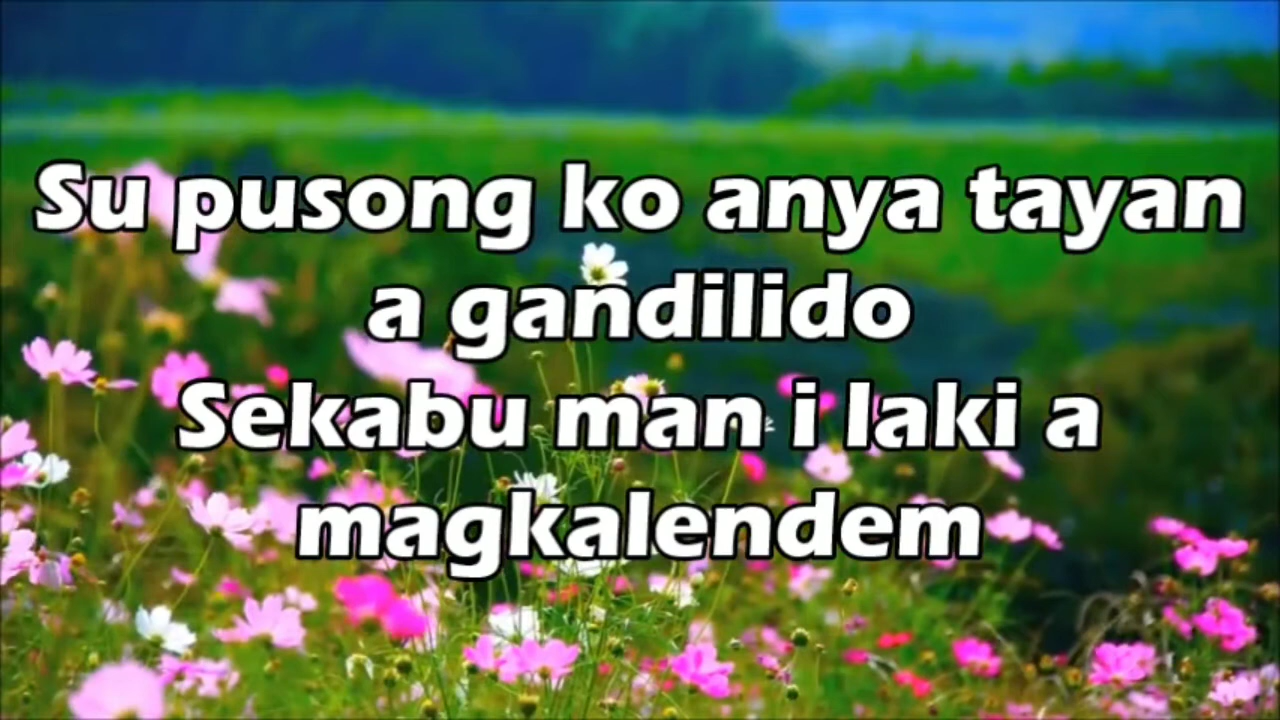 Su pusong ko anya tayan
a gandilido
Sekabu man i laki a
magkalendem